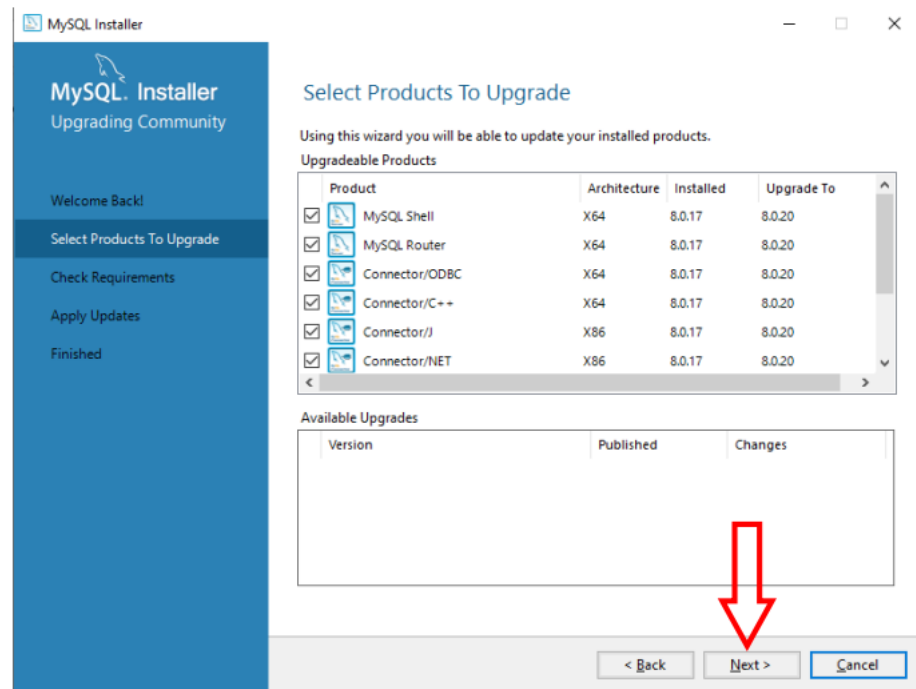 MySQL Installer
MySQL. Installer
Upgrading Community
Welcome Back!
Select Products To Upgrade
Check Requirements
Apply Updates
Finished
Select Products To Upgrade
Using this wizard you will be able to update your installed products.
Upgradeable Products
Product Architecture Installed Upgrade To
MySQL Shell X64 8.0.17 8.0.20
MySQL Router X64 8.0.17 8.0.20
Connector/ODBC X64 8.0.17 8.0.20
Connector/C++ X64 8.0.17 8.0.20
Connector/J X86 8.0.17 8.0.20
Connector/NET X86 8.0.17 8.0.20
Available Upgrades
Version Published Changes
< Back Next > Cancel